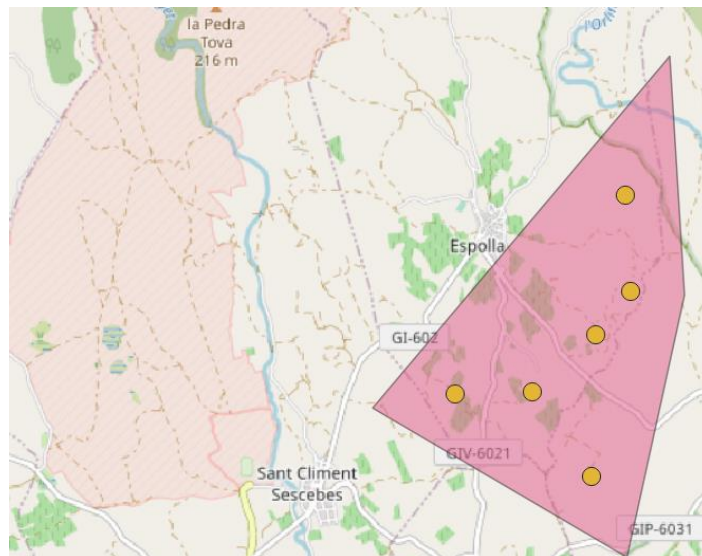 la Pedra
Tova
216 m
Espolla
GI-602
GIV-6021
Sant Climent
Sescebes
GIP-6031